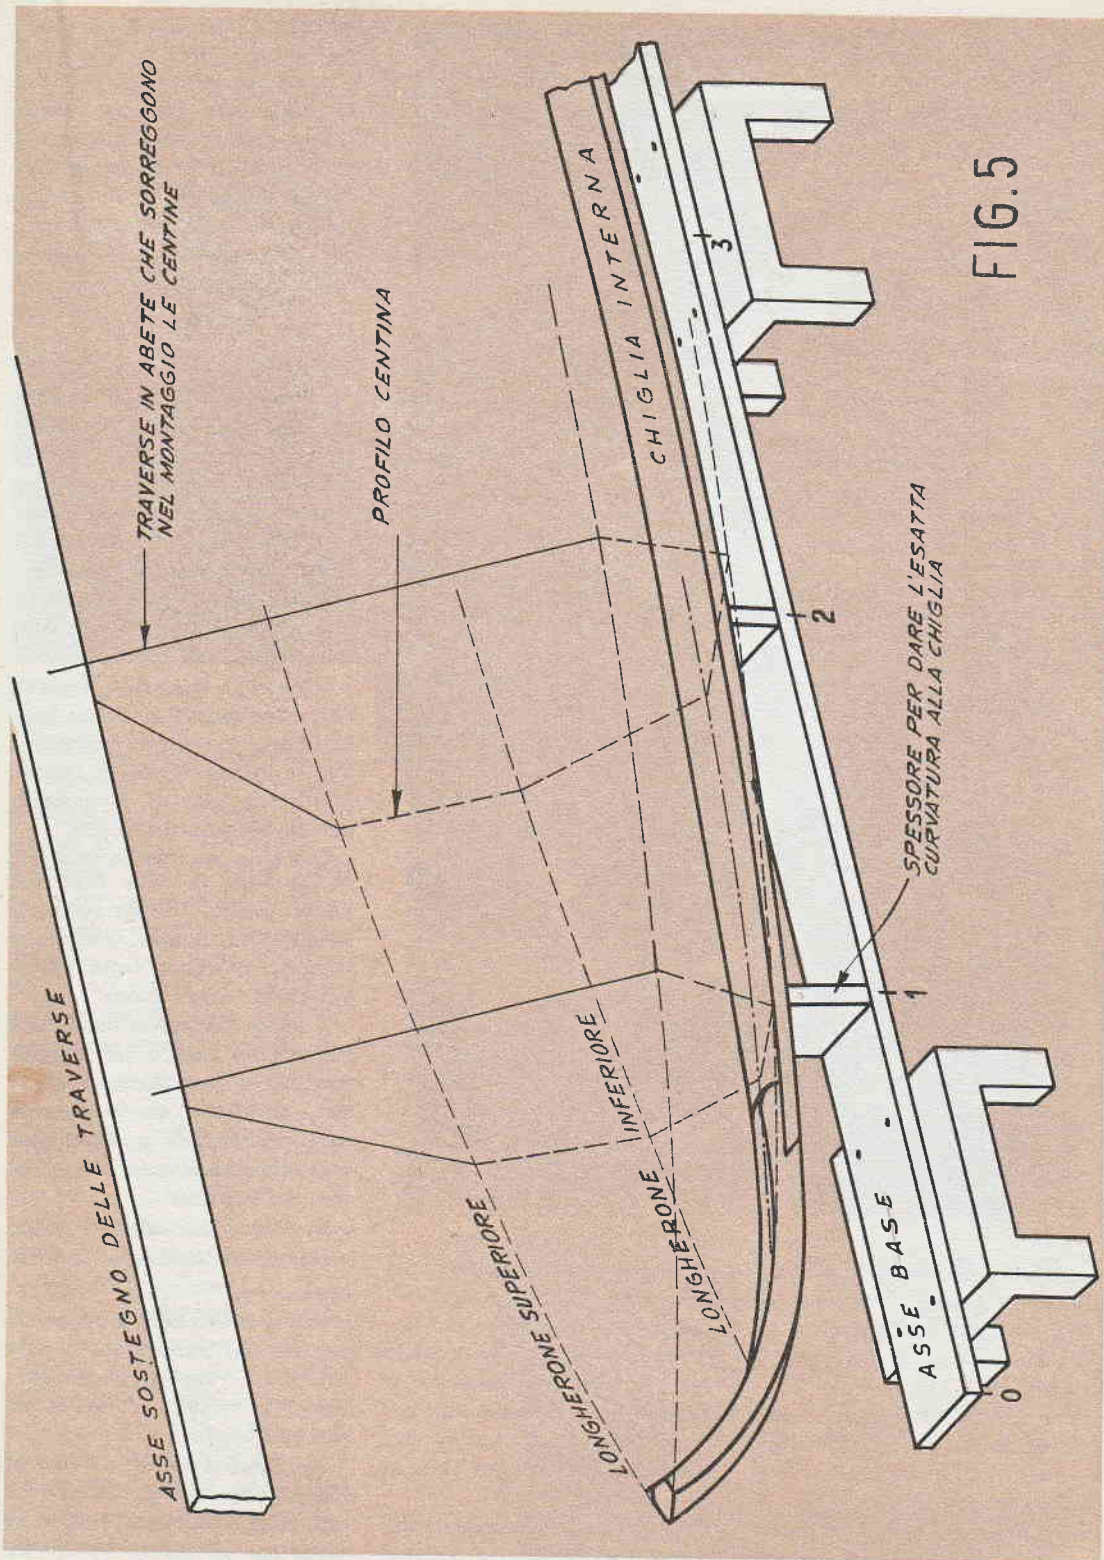 ASSE SOSTEGNO DELLE TRAVERSE
TRAVERSE IN ABETE CHE SORREGGONO
NEL MONTAGGIO LE CENTINE
PROFILO CENTINA
LONGHERONE SUPERIORE
LONGHERONE INFERIORE
CHIGLIA INTERNA
SPESSORE PER DARE L'ESATTA
CURVATURA ALLA CHIGLIA
ASSE BASE
0
1
2
3
FIG.5